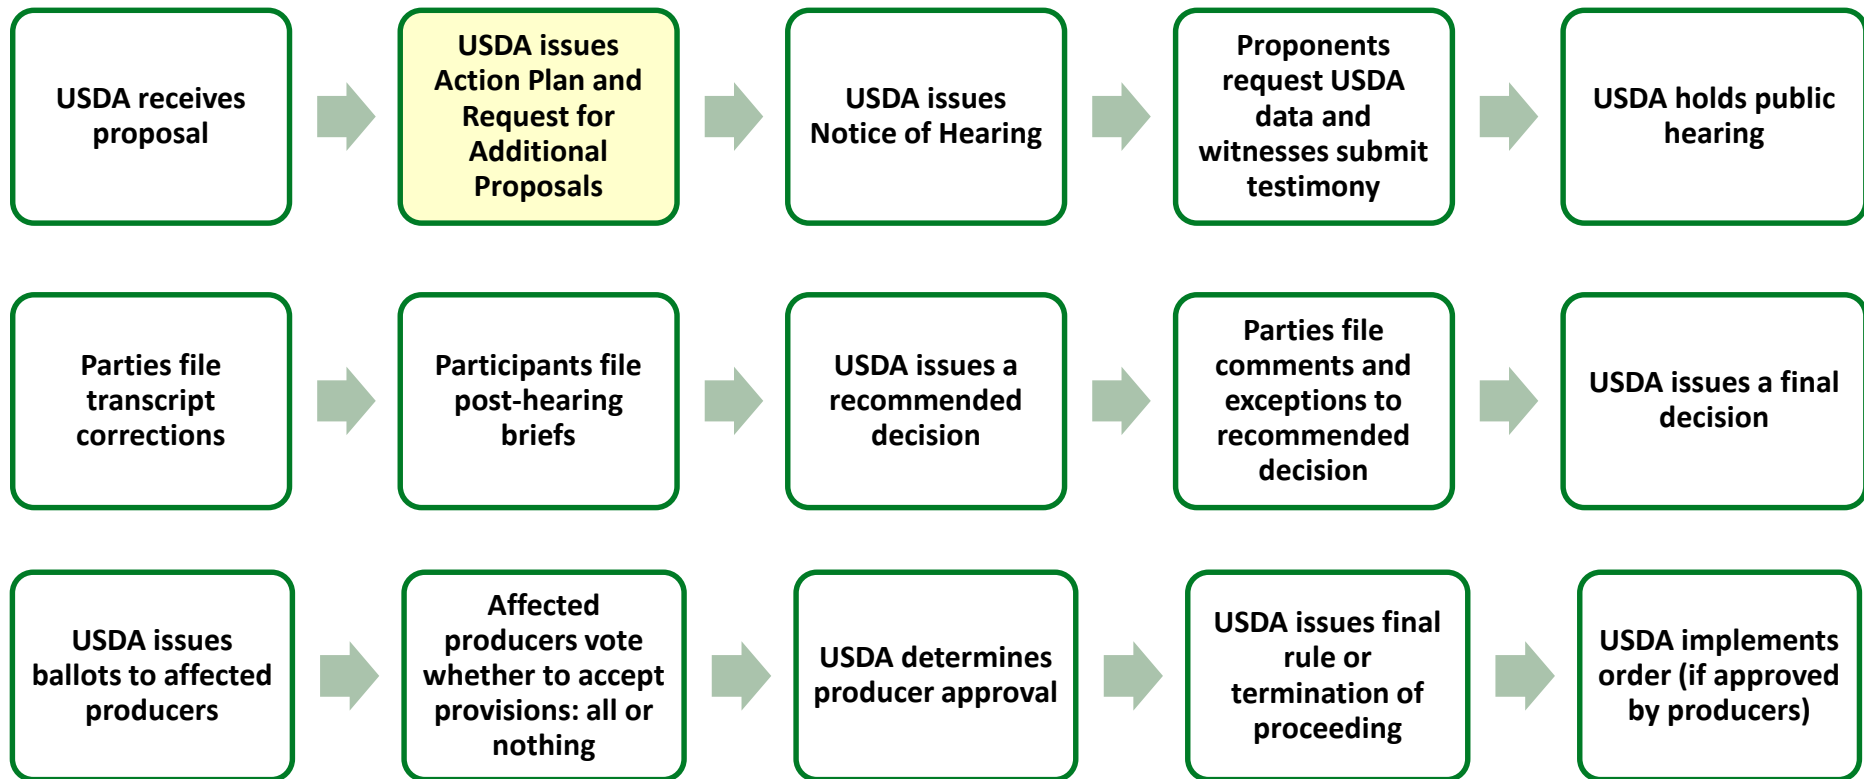 USDA receives
proposal
USDA issues
Action Plan and
Request for
Additional
Proposals
USDA issues
Notice of Hearing
Proponents
request USDA
data and
witnesses submit
testimony
USDA holds public
hearing
Parties file
transcript
corrections
Participants file
post-hearing
briefs
USDA issues a
recommended
decision
Parties file
comments and
exceptions to
recommended
decision
USDA issues a final
decision
USDA issues
ballots to affected
producers
Affected
producers vote
whether to accept
provisions: all or
nothing
USDA determines
producer approval
USDA issues final
rule or
termination of
proceeding
USDA implements
order (if approved
by producers)